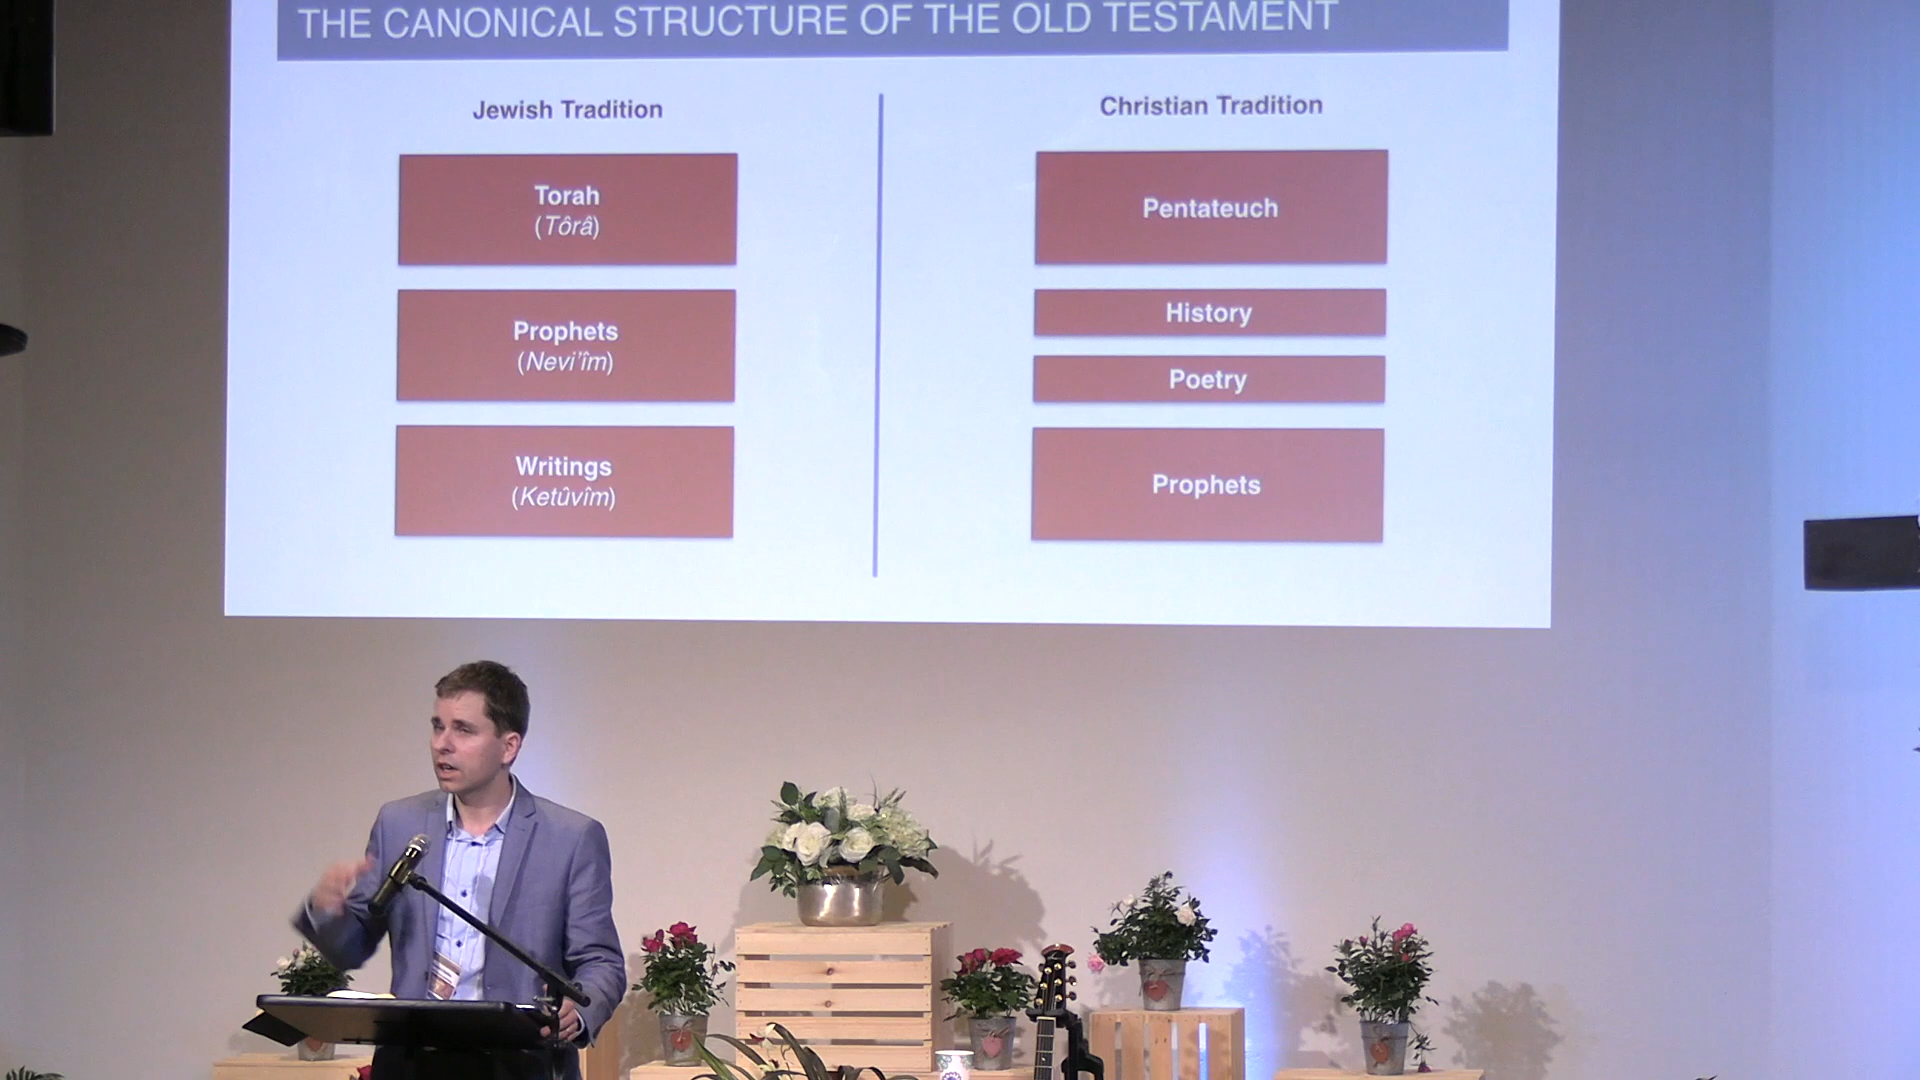 THE CANONICAL STRUCTURE OF THE OLD TESTAMENT
Jewish Tradition
Torah
(Tôrâ)
Prophets
(Nevi'îm)
Writings
(Ketûvîm)
Christian Tradition
Pentateuch
History
Poetry
Prophets